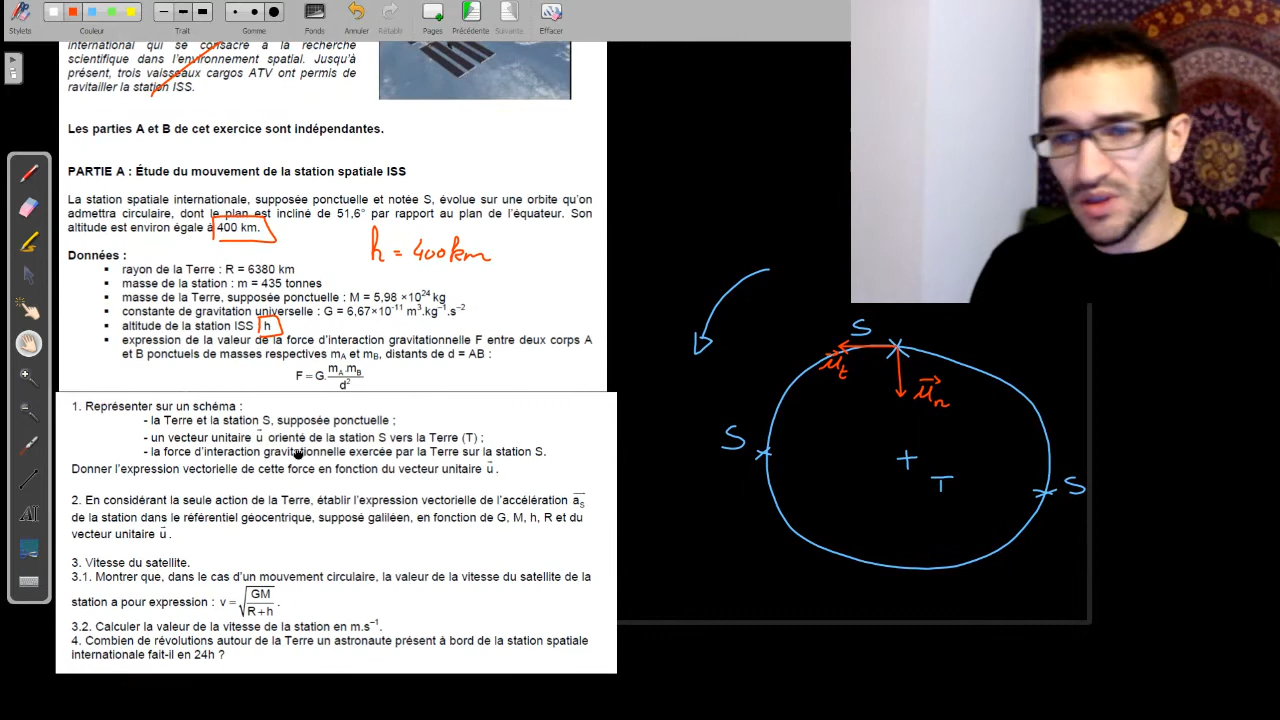 Stylets
Couleur
Trait
Gomme
Fonds
Annuler
Rétablir
Pages
Précédente
Suivante
Effacer
international qui se consacre à la recherche
scientifique dans l'environnement spatial. Jusqu'à
présent, trois vaisseaux cargos ATV ont permis de
ravitailler la station ISS.
Les parties A et B de cet exercice sont indépendantes.
PARTIE A : Étude du mouvement de la station spatiale ISS
La station spatiale internationale, supposée ponctuelle et notée S, évolue sur une orbite qu'on
admettra circulaire, dont le plan est incliné de 51,6° par rapport au plan de l'équateur. Son
altitude est environ égale à 400 km.
h = 400km
Données :
▪ rayon de la Terre : R = 6380 km
▪ masse de la station : m = 435 tonnes
▪ masse de la Terre, supposée ponctuelle : M = 5,98 ×10²⁴ kg
▪ constante de gravitation universelle : G = 6,67×10⁻¹¹ m³.kg⁻¹.s⁻²
▪ altitude de la station ISS h
▪ expression de la valeur de la force d'interaction gravitationnelle F entre deux corps A
et B ponctuels de masses respectives mA et mB, distants de d = AB :
F = G. mA.mB / d²
1. Représenter sur un schéma :
- la Terre et la station S, supposée ponctuelle ;
- un vecteur unitaire u⃗ orienté de la station S vers la Terre (T) ;
- la force d'interaction gravitationnelle exercée par la Terre sur la station S.
Donner l'expression vectorielle de cette force en fonction du vecteur unitaire u⃗.
2. En considérant la seule action de la Terre, établir l'expression vectorielle de l'accélération a⃗S
de la station dans le référentiel géocentrique, supposé galiléen, en fonction de G, M, h, R et du
vecteur unitaire u⃗.
3. Vitesse du satellite.
3.1. Montrer que, dans le cas d'un mouvement circulaire, la valeur de la vitesse du satellite de la
station a pour expression : v = √(GM / R+h).
3.2. Calculer la valeur de la vitesse de la station en m.s⁻¹.
4. Combien de révolutions autour de la Terre un astronaute présent à bord de la station spatiale
internationale fait-il en 24h ?
S
u⃗t
u⃗n
S
T
S